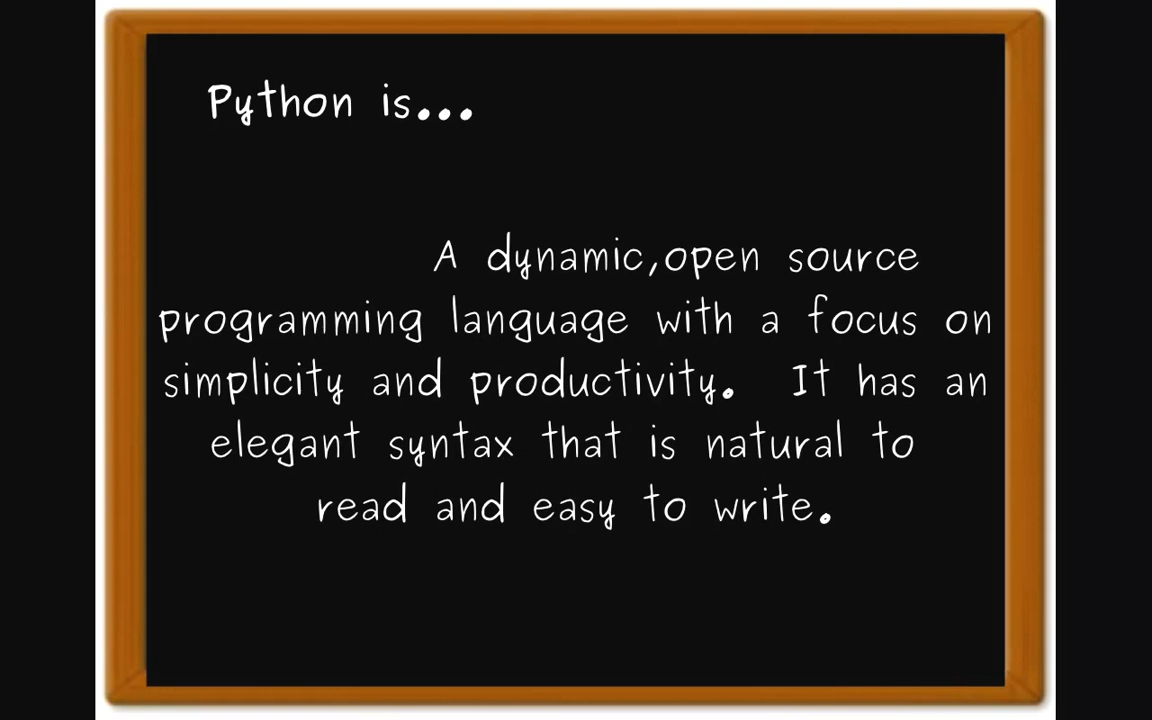 Python is...
A dynamic,open source
programming language with a focus on
simplicity and productivity. It has an
elegant syntax that is natural to
read and easy to write.